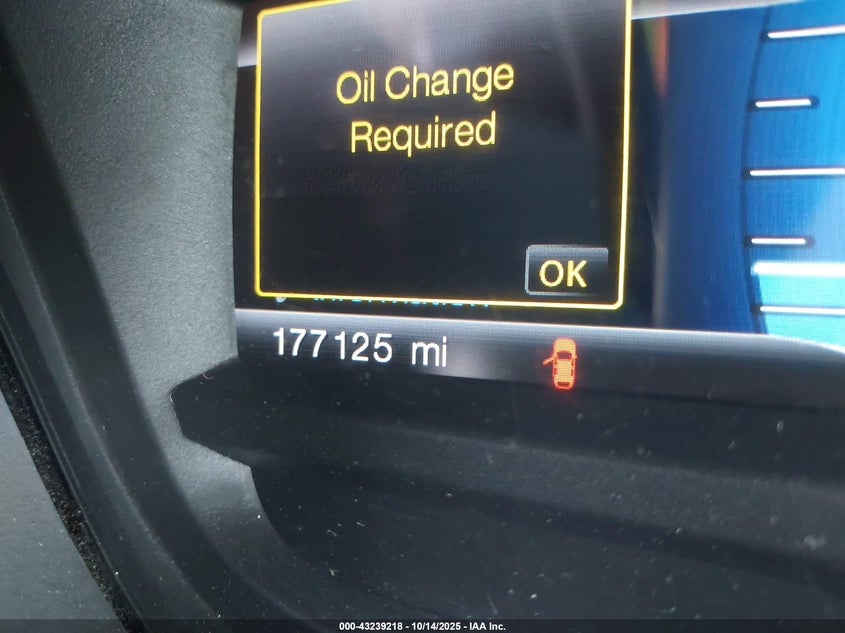 Oil Change
Required
OK
177125 mi
000-43239218 - 10/14/2025 - IAA Inc.